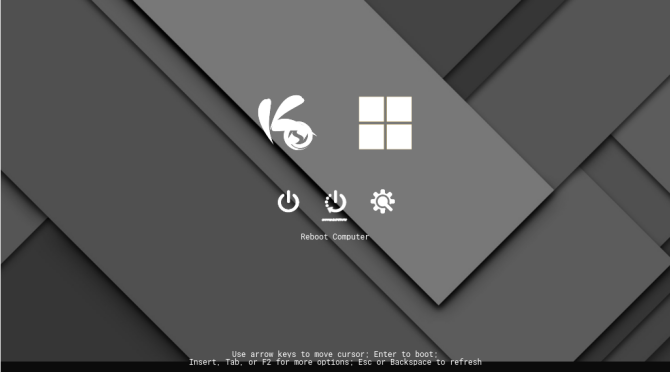 Reboot Computer
Use arrow keys to move cursor; Enter to boot;
Insert, Tab, or F2 for more options; Esc or Backspace to refresh